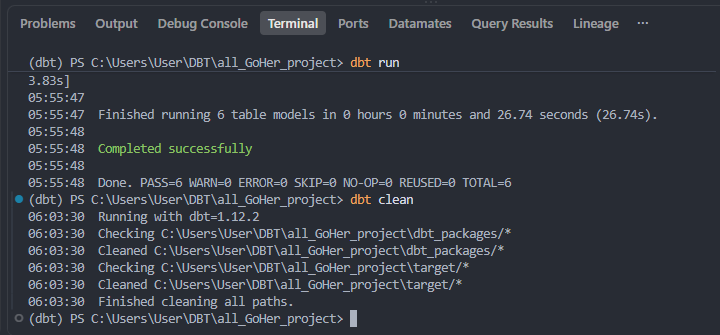 Problems Output Debug Console Terminal Ports Datamates Query Results Lineage ···
(dbt) PS C:\Users\User\DBT\all_GoHer_project> dbt run
3.83s]
05:55:47
05:55:47 Finished running 6 table models in 0 hours 0 minutes and 26.74 seconds (26.74s).
05:55:48
05:55:48 Completed successfully
05:55:48
05:55:48 Done. PASS=6 WARN=0 ERROR=0 SKIP=0 NO-OP=0 REUSED=0 TOTAL=6
(dbt) PS C:\Users\User\DBT\all_GoHer_project> dbt clean
06:03:30 Running with dbt=1.12.2
06:03:30 Checking C:\Users\User\DBT\all_GoHer_project\dbt_packages/*
06:03:30 Cleaned C:\Users\User\DBT\all_GoHer_project\dbt_packages/*
06:03:30 Checking C:\Users\User\DBT\all_GoHer_project\target/*
06:03:30 Cleaned C:\Users\User\DBT\all_GoHer_project\target/*
06:03:30 Finished cleaning all paths.
(dbt) PS C:\Users\User\DBT\all_GoHer_project>